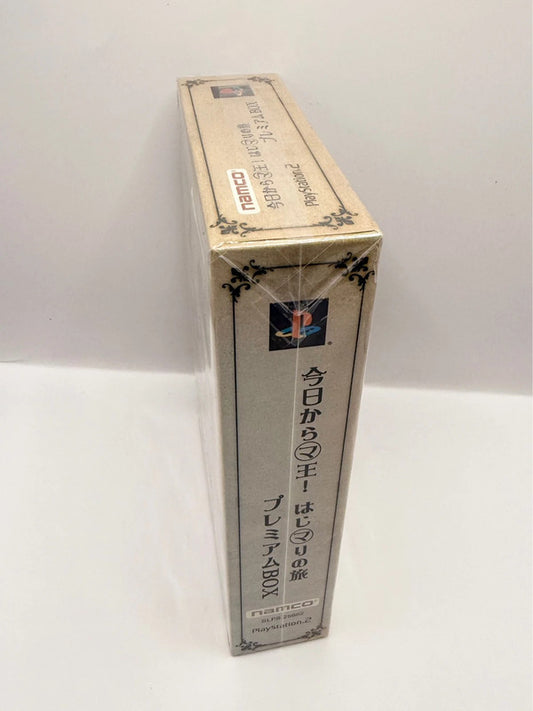 今日から㋮王!はじ㋮りの旅
プレミアムBOX
namco
PlayStation.2
今日から㋮王! はじ㋮りの旅
プレミアムBOX
namco
PlayStation.2